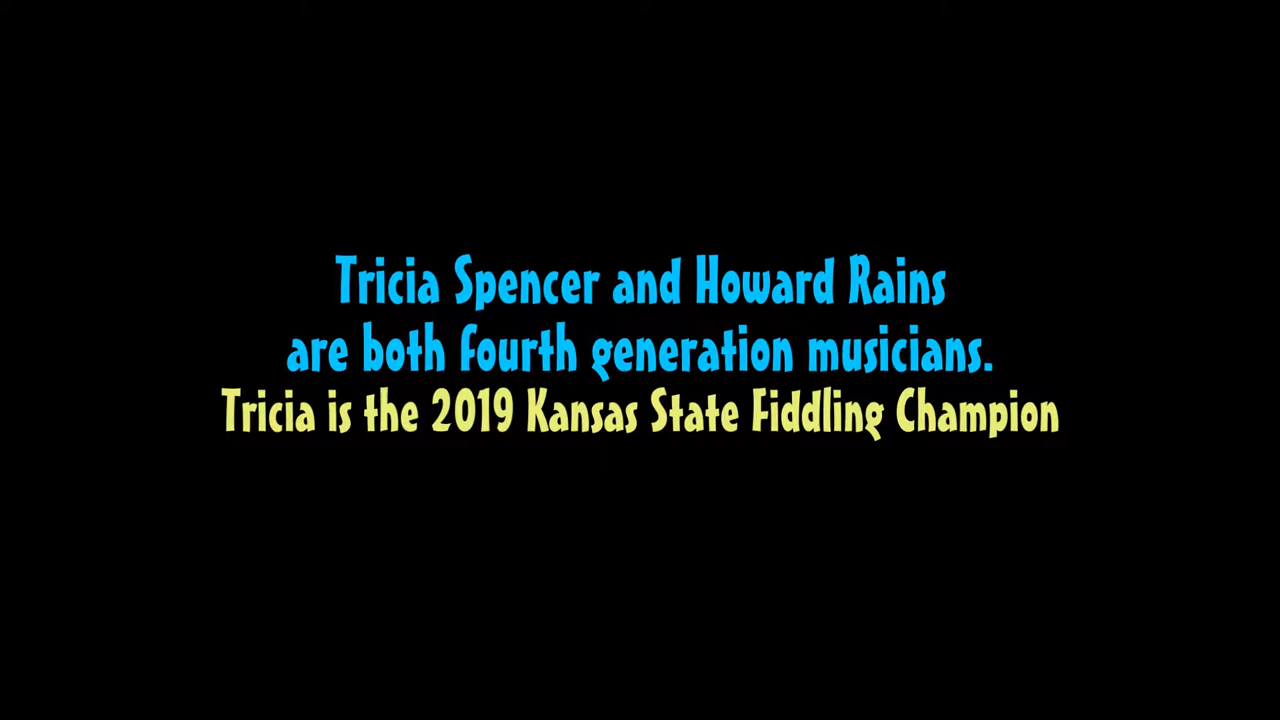 Tricia Spencer and Howard Rains
are both fourth generation musicians.
Tricia is the 2019 Kansas State Fiddling Champion